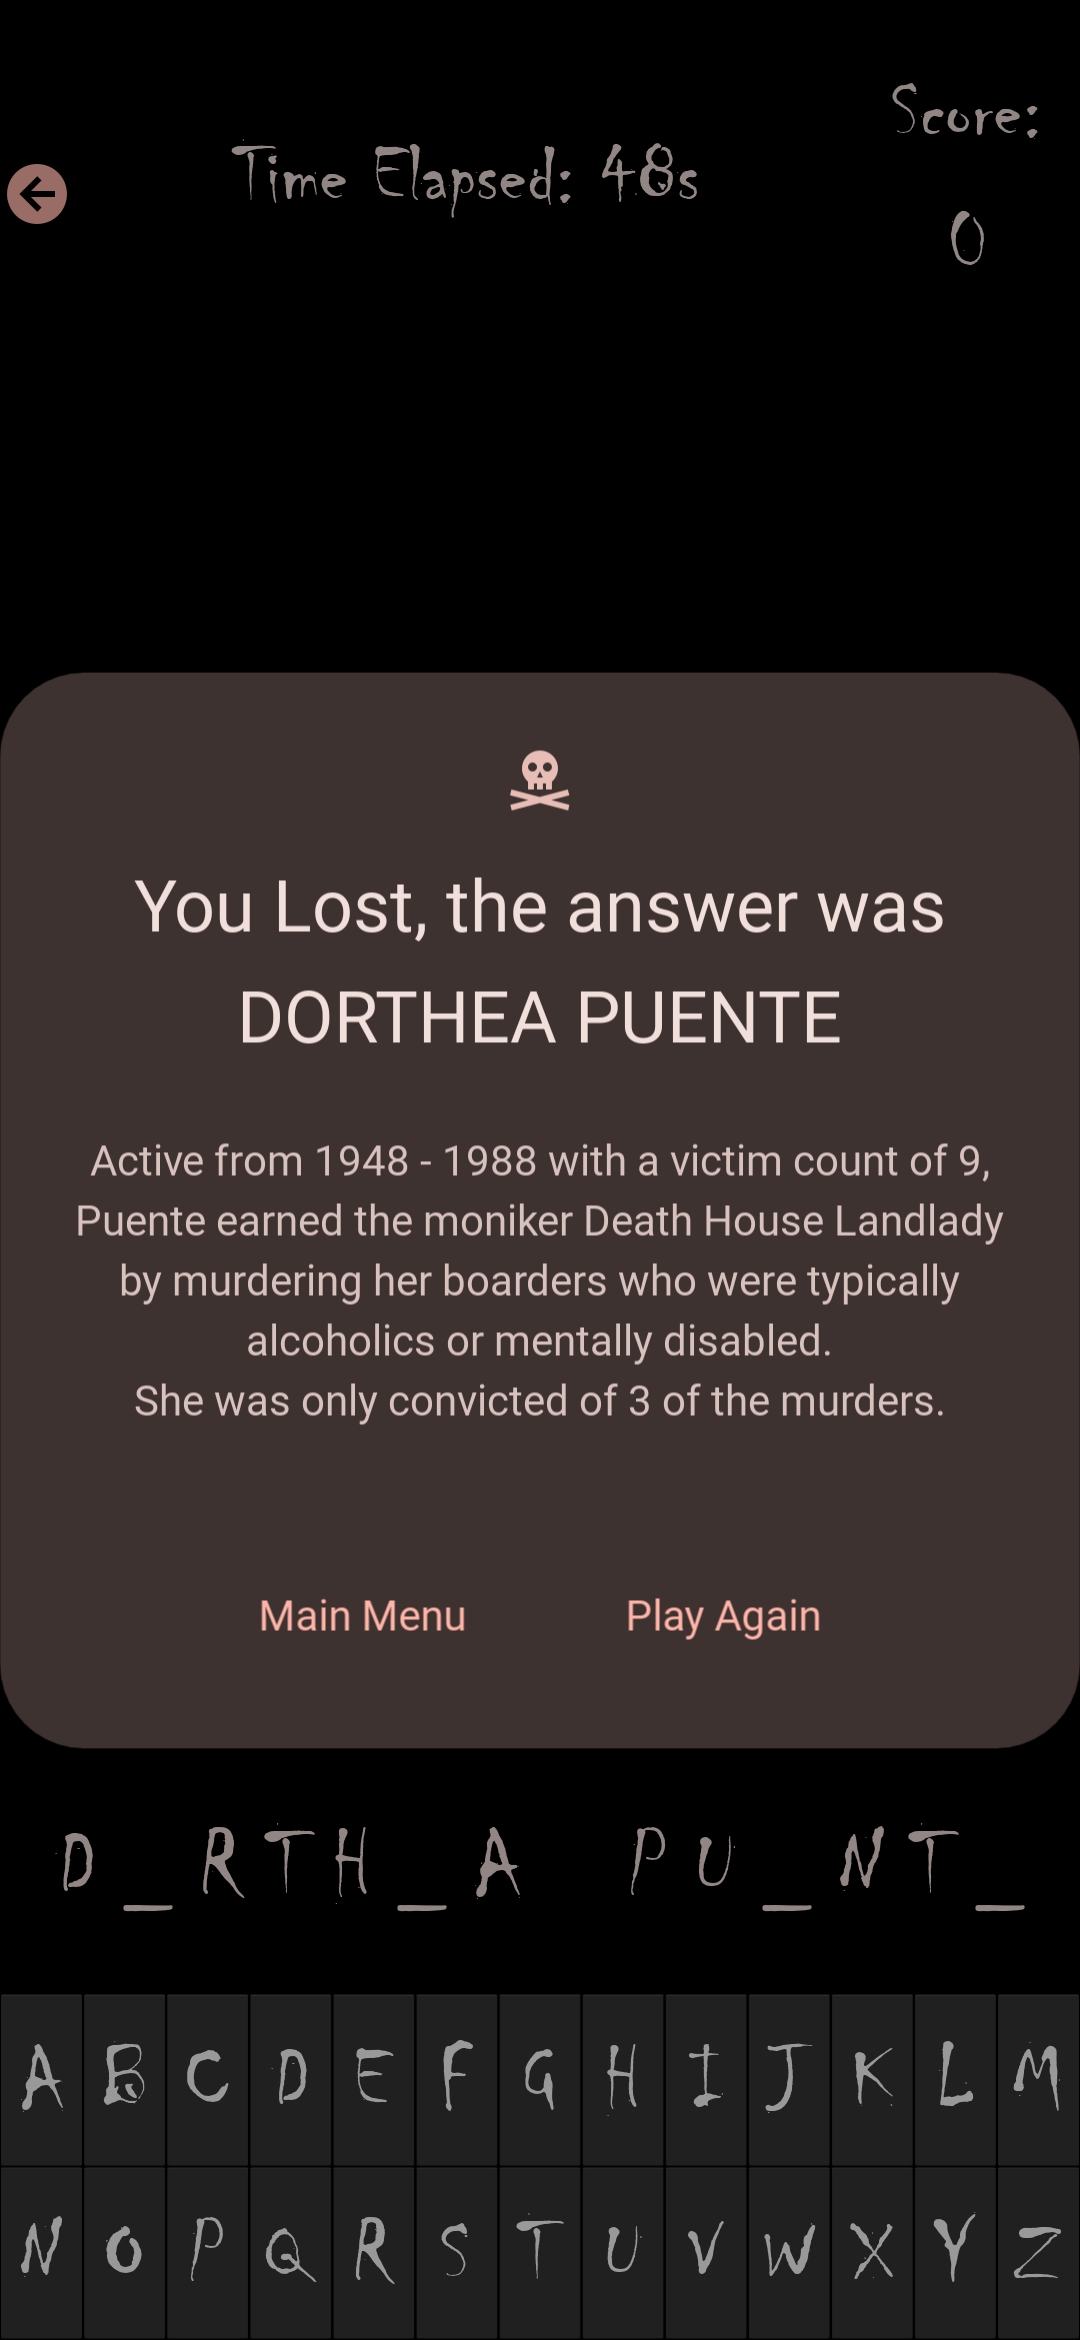 Score:
Time Elapsed: 48s
0
You Lost, the answer was
DORTHEA PUENTE
Active from 1948 - 1988 with a victim count of 9,
Puente earned the moniker Death House Landlady
by murdering her boarders who were typically
alcoholics or mentally disabled.
She was only convicted of 3 of the murders.
Main Menu Play Again
D _ R T H _ A P U _ N T _
A B C D E F G H I J K L M
N O P Q R S T U V W X Y Z